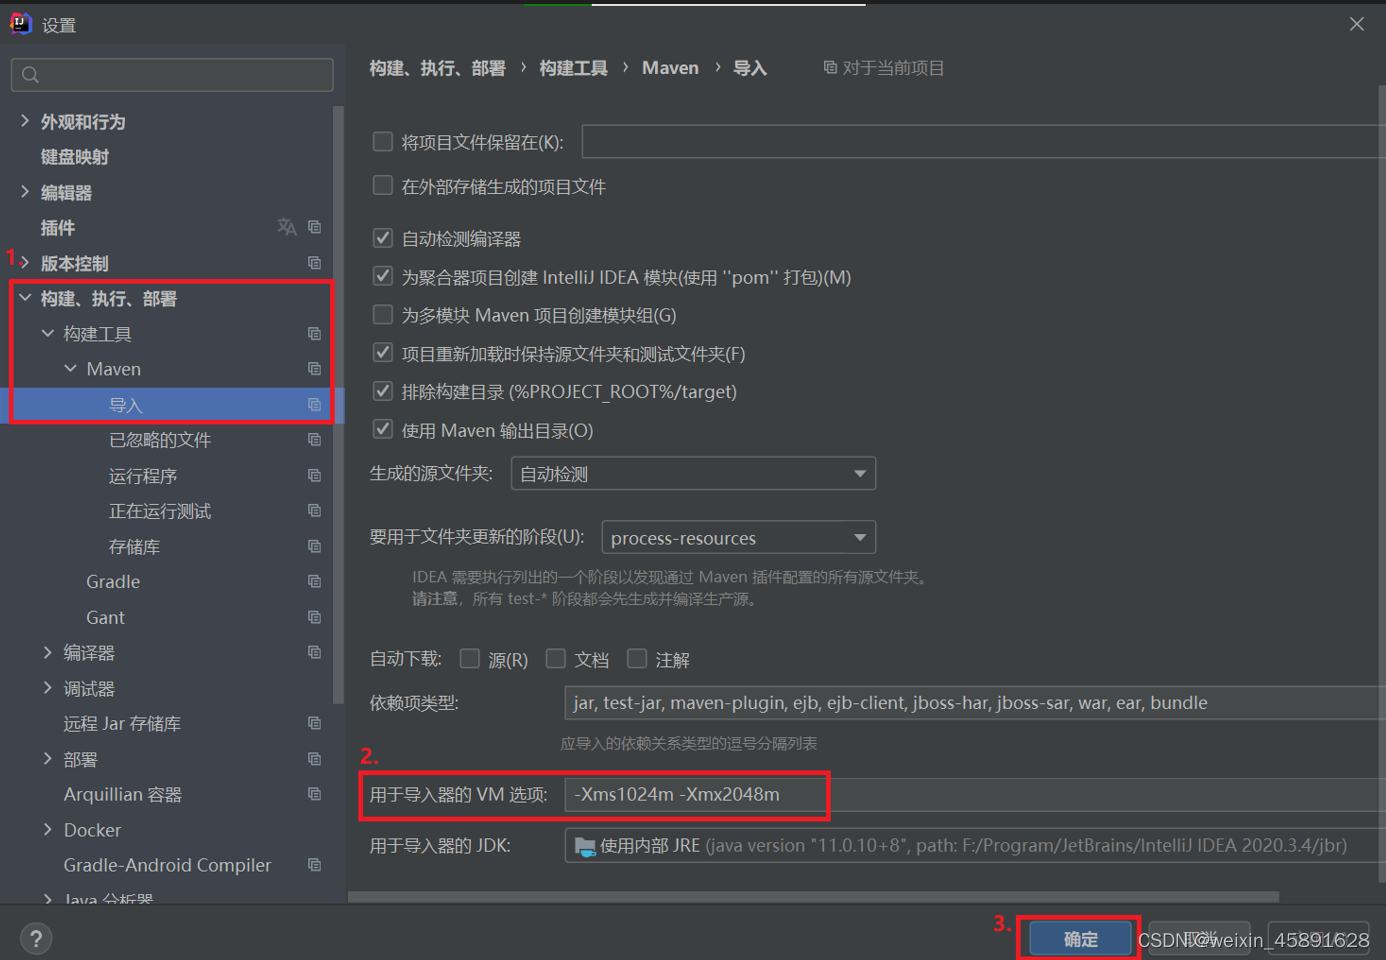 设置
构建、执行、部署 › 构建工具 › Maven › 导入 对于当前项目
外观和行为
键盘映射
编辑器
插件
1.
版本控制
构建、执行、部署
构建工具
Maven
导入
已忽略的文件
运行程序
正在运行测试
存储库
Gradle
Gant
编译器
调试器
远程 Jar 存储库
部署
Arquillian 容器
Docker
Gradle-Android Compiler
Java 分析器
将项目文件保留在(K):
在外部存储生成的项目文件
自动检测编译器
为聚合器项目创建 IntelliJ IDEA 模块(使用 ''pom'' 打包)(M)
为多模块 Maven 项目创建模块组(G)
项目重新加载时保持源文件夹和测试文件夹(F)
排除构建目录 (%PROJECT_ROOT%/target)
使用 Maven 输出目录(O)
生成的源文件夹: 自动检测
要用于文件夹更新的阶段(U): process-resources
IDEA 需要执行列出的一个阶段以发现通过 Maven 插件配置的所有源文件夹。
请注意，所有 test-* 阶段都会先生成并编译生产源。
自动下载: 源(R) 文档 注解
依赖项类型: jar, test-jar, maven-plugin, ejb, ejb-client, jboss-har, jboss-sar, war, ear, bundle
应导入的依赖关系类型的逗号分隔列表
2.
用于导入器的 VM 选项: -Xms1024m -Xmx2048m
用于导入器的 JDK: 使用内部 JRE (java version "11.0.10+8", path: F:/Program/JetBrains/IntelliJ IDEA 2020.3.4/jbr)
?
3.
确定
取消
CSDN @weixin_45891628